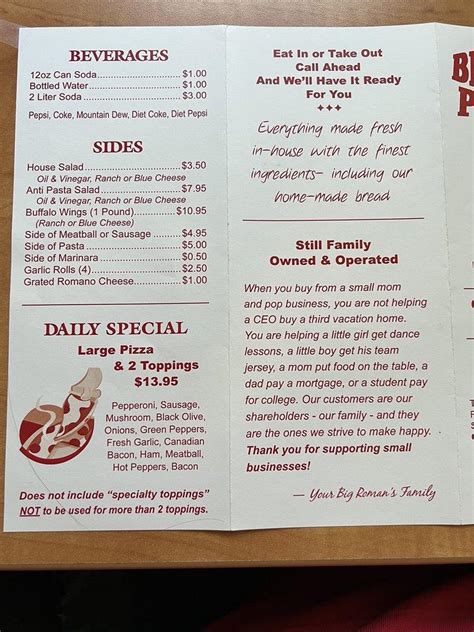 BEVERAGES
12oz Can Soda $1.00
Bottled Water $1.00
2 Liter Soda $3.00
Pepsi, Coke, Mountain Dew, Diet Coke, Diet Pepsi
SIDES
House Salad $3.50
Oil & Vinegar, Ranch or Blue Cheese
Anti Pasta Salad $7.95
Oil & Vinegar, Ranch or Blue Cheese
Buffalo Wings (1 Pound) $10.95
(Ranch or Blue Cheese)
Side of Meatball or Sausage $4.95
Side of Pasta $5.00
Side of Marinara $0.50
Garlic Rolls (4) $2.50
Grated Romano Cheese $1.00
DAILY SPECIAL
Large Pizza
& 2 Toppings
$13.95
Pepperoni, Sausage,
Mushroom, Black Olive,
Onions, Green Peppers,
Fresh Garlic, Canadian
Bacon, Ham, Meatball,
Hot Peppers, Bacon
Does not include "specialty toppings"
NOT to be used for more than 2 toppings.
Eat In or Take Out
Call Ahead
And We'll Have It Ready
For You
Everything made fresh
in-house with the finest
ingredients- including our
home-made bread
Still Family
Owned & Operated
When you buy from a small mom
and pop business, you are not helping
a CEO buy a third vacation home.
You are helping a little girl get dance
lessons, a little boy get his team
jersey, a mom put food on the table, a
dad pay a mortgage, or a student pay
for college. Our customers are our
shareholders - our family - and they
are the ones we strive to make happy.
Thank you for supporting small
businesses!
— Your Big Roman's Family